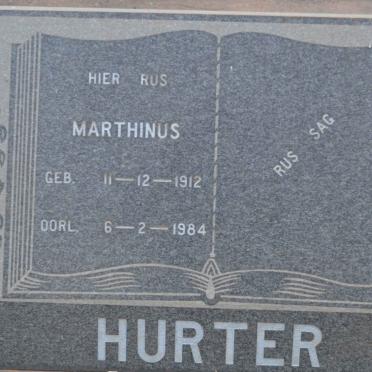 HIER RUS
MARTHINUS
GEB. 11—12—1912
OORL. 6—2—1984
RUS SAG
HURTER